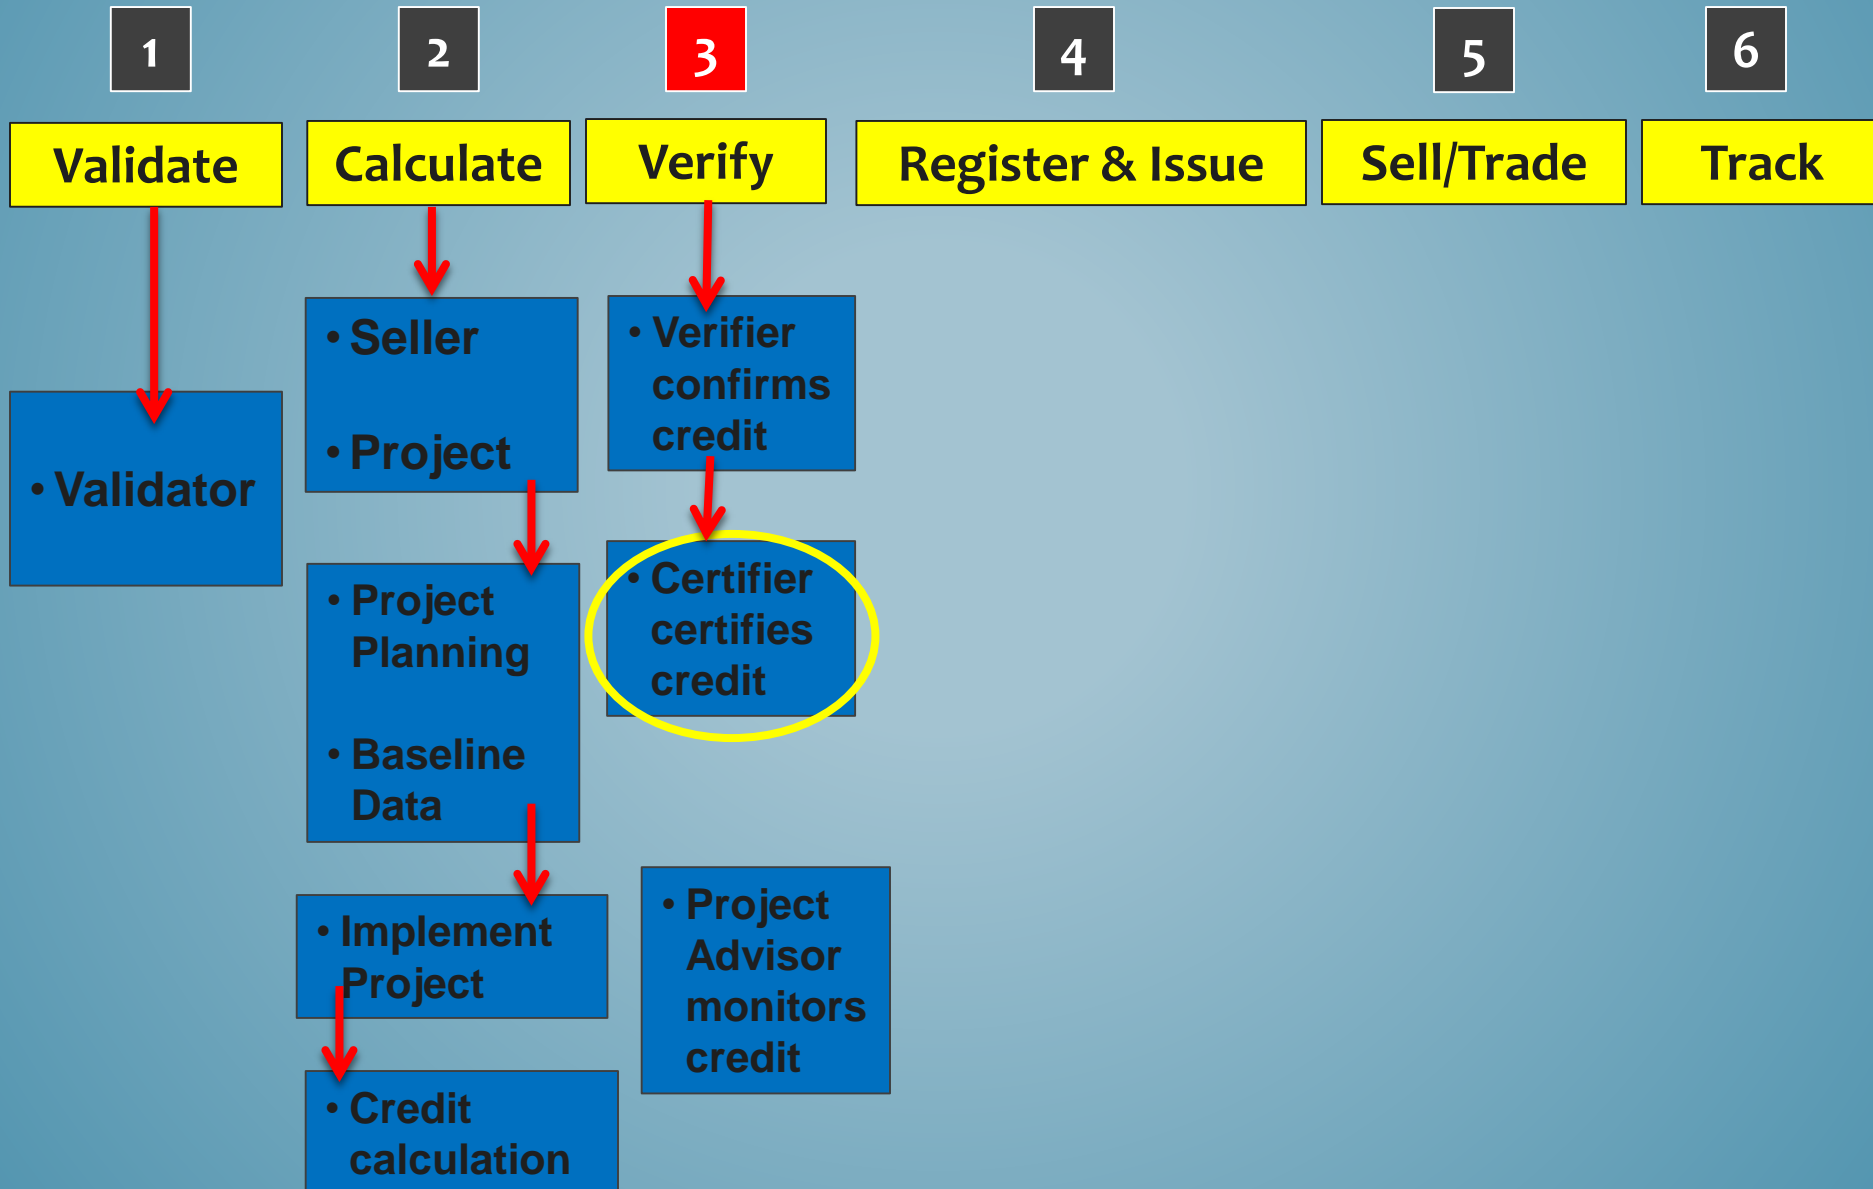 1
2
3
4
5
6
Validate
Calculate
Verify
Register & Issue
Sell/Trade
Track
• Validator
• Seller
• Project
• Project
Planning
• Baseline
Data
• Implement
Project
• Credit
calculation
• Verifier
confirms
credit
• Certifier
certifies
credit
• Project
Advisor
monitors
credit